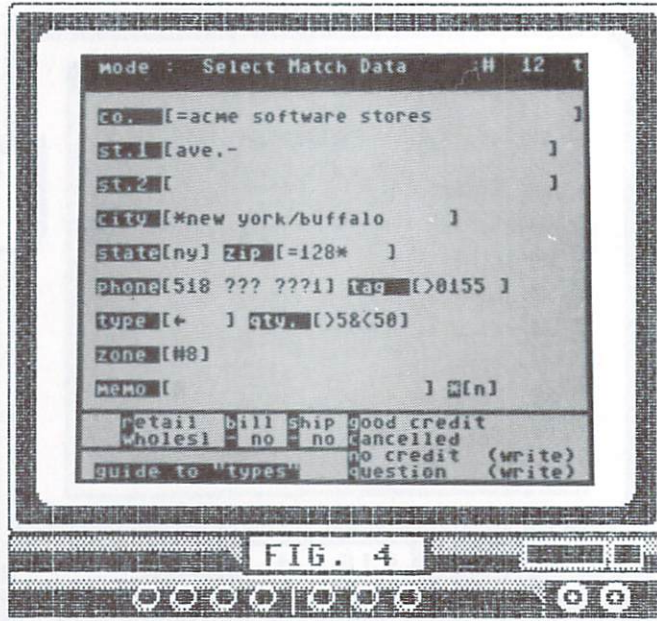 mode : Select Match Data :# 12 t
co. [=acme software stores ]
st.1 [ave.- ]
st.2 [ ]
city [*new york/buffalo ]
state[ny] zip [=128* ]
phone[518 ??? ???1] tag [>0155 ]
type [← ] qty. [>5&<50]
zone [#8]
memo [ ] *[n]
retail bill ship good credit
wholesl - no - no cancelled
no credit (write)
guide to "types" question (write)
FIG. 4